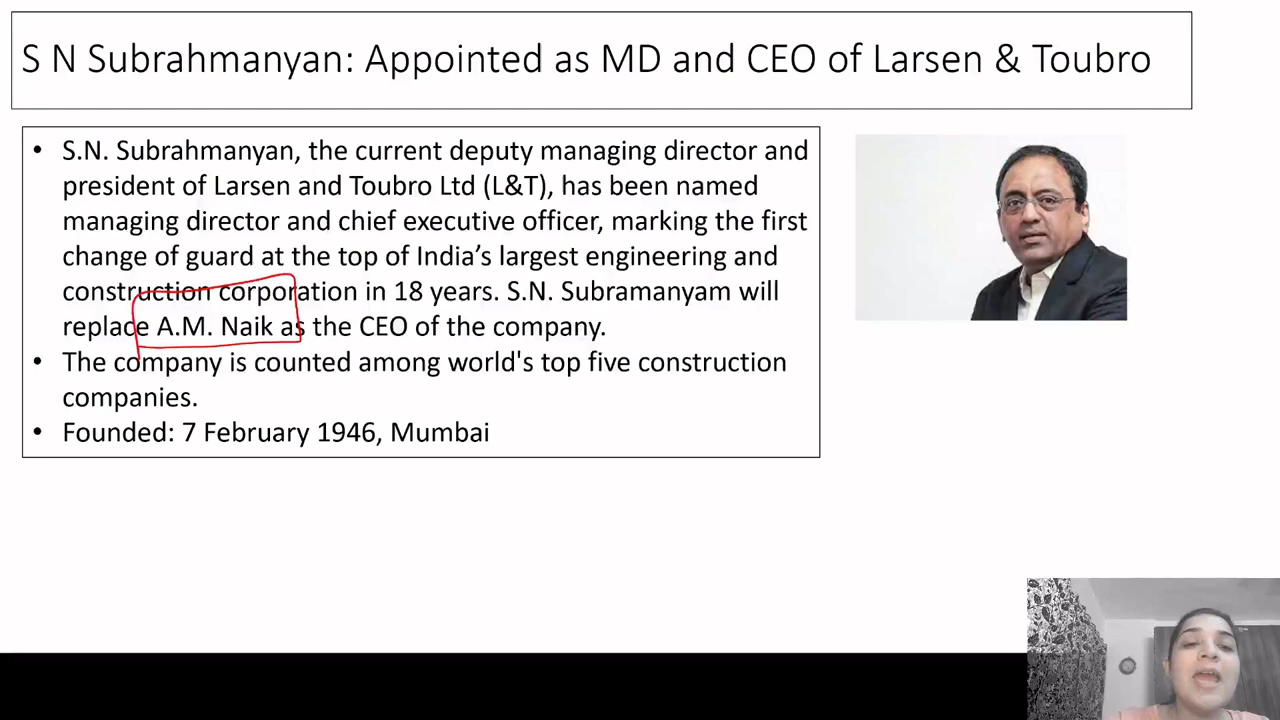 S N Subrahmanyan: Appointed as MD and CEO of Larsen & Toubro
• S.N. Subrahmanyan, the current deputy managing director and
president of Larsen and Toubro Ltd (L&T), has been named
managing director and chief executive officer, marking the first
change of guard at the top of India’s largest engineering and
construction corporation in 18 years. S.N. Subramanyam will
replace A.M. Naik as the CEO of the company.
• The company is counted among world's top five construction
companies.
• Founded: 7 February 1946, Mumbai